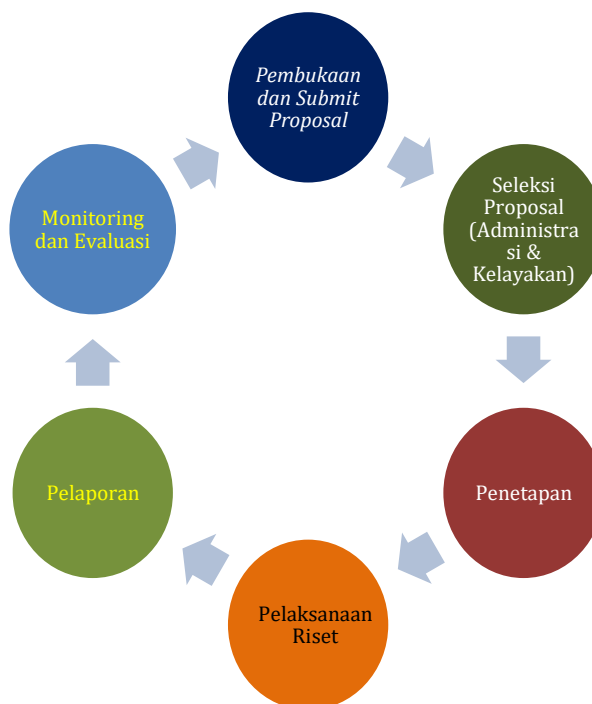 Pembukaan
dan Submit
Proposal
Seleksi
Proposal
(Administra
si &
Kelayakan)
Penetapan
Pelaksanaan
Riset
Pelaporan
Monitoring
dan Evaluasi